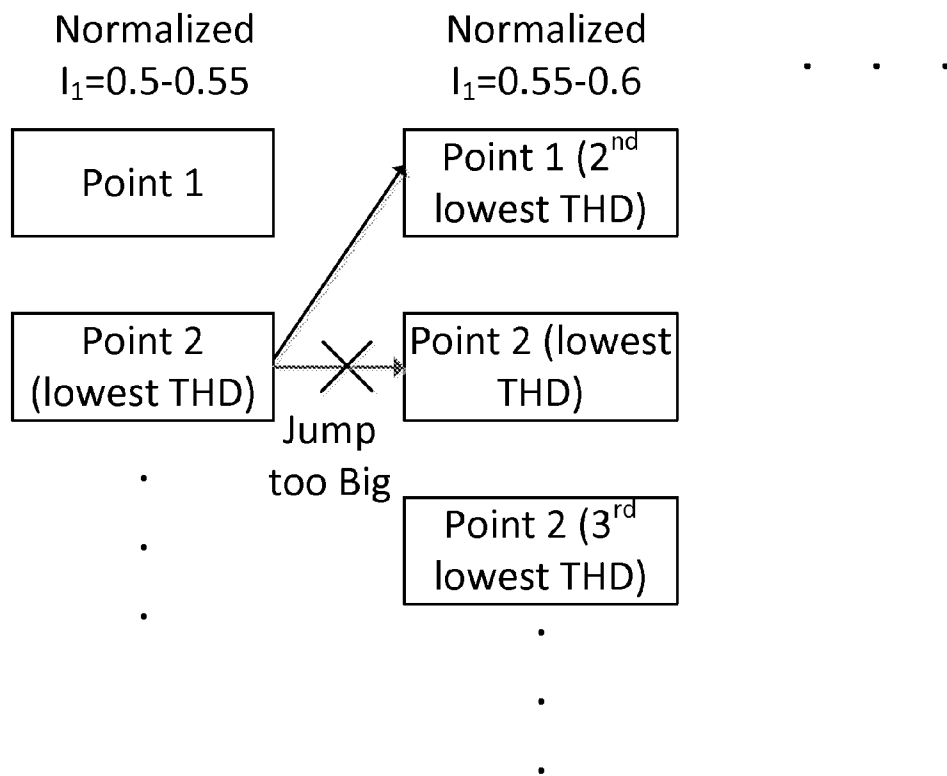 Normalized
I₁=0.5-0.55
Normalized
I₁=0.55-0.6
. . .
Point 1
Point 1 (2nd
lowest THD)
Point 2
(lowest THD)
Point 2 (lowest
THD)
Jump
too Big
Point 2 (3rd
lowest THD)